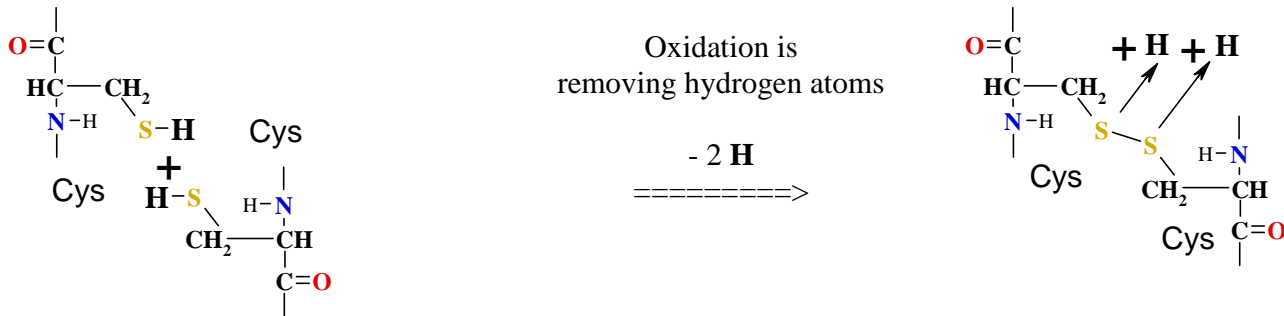 O=C
HC CH2
N-H S-H
Cys
+
Cys
H-S H-N
CH2 CH
C=O
Oxidation is
removing hydrogen atoms
- 2 H
=========>
O=C + H + H
HC CH2
N-H S S
Cys
H-N
CH2 CH
Cys C=O